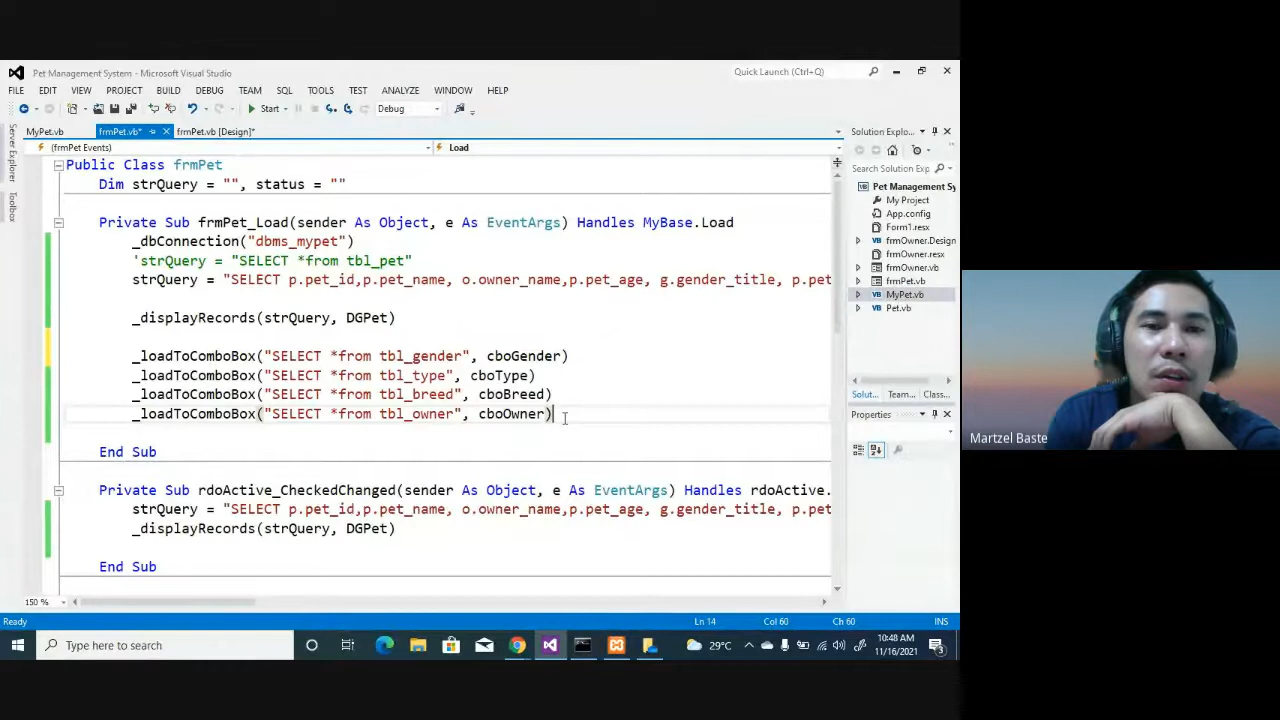 Pet Management System - Microsoft Visual Studio
Quick Launch (Ctrl+Q)
FILE EDIT VIEW PROJECT BUILD DEBUG TEAM SQL TOOLS TEST ANALYZE WINDOW HELP
Start Debug
MyPet.vb frmPet.vb* frmPet.vb [Design]*
(frmPet Events) Load
Server Explorer
Toolbox
Public Class frmPet
Dim strQuery = "", status = ""
Private Sub frmPet_Load(sender As Object, e As EventArgs) Handles MyBase.Load
_dbConnection("dbms_mypet")
'strQuery = "SELECT *from tbl_pet"
strQuery = "SELECT p.pet_id,p.pet_name, o.owner_name,p.pet_age, g.gender_title, p.pet
_displayRecords(strQuery, DGPet)
_loadToComboBox("SELECT *from tbl_gender", cboGender)
_loadToComboBox("SELECT *from tbl_type", cboType)
_loadToComboBox("SELECT *from tbl_breed", cboBreed)
_loadToComboBox("SELECT *from tbl_owner", cboOwner)
End Sub
Private Sub rdoActive_CheckedChanged(sender As Object, e As EventArgs) Handles rdoActive.
strQuery = "SELECT p.pet_id,p.pet_name, o.owner_name,p.pet_age, g.gender_title, p.pet
_displayRecords(strQuery, DGPet)
End Sub
150 %
Solution Explo...
Search Solution Exp
Pet Management Sy
My Project
App.config
Form1.resx
frmOwner.Design
frmOwner.resx
frmOwner.vb
frmPet.vb
MyPet.vb
Pet.vb
Solut... Team... Class...
Properties
Martzel Baste
Ready Ln 14 Col 60 Ch 60 INS
Type here to search
29°C
10:48 AM
11/16/2021
3